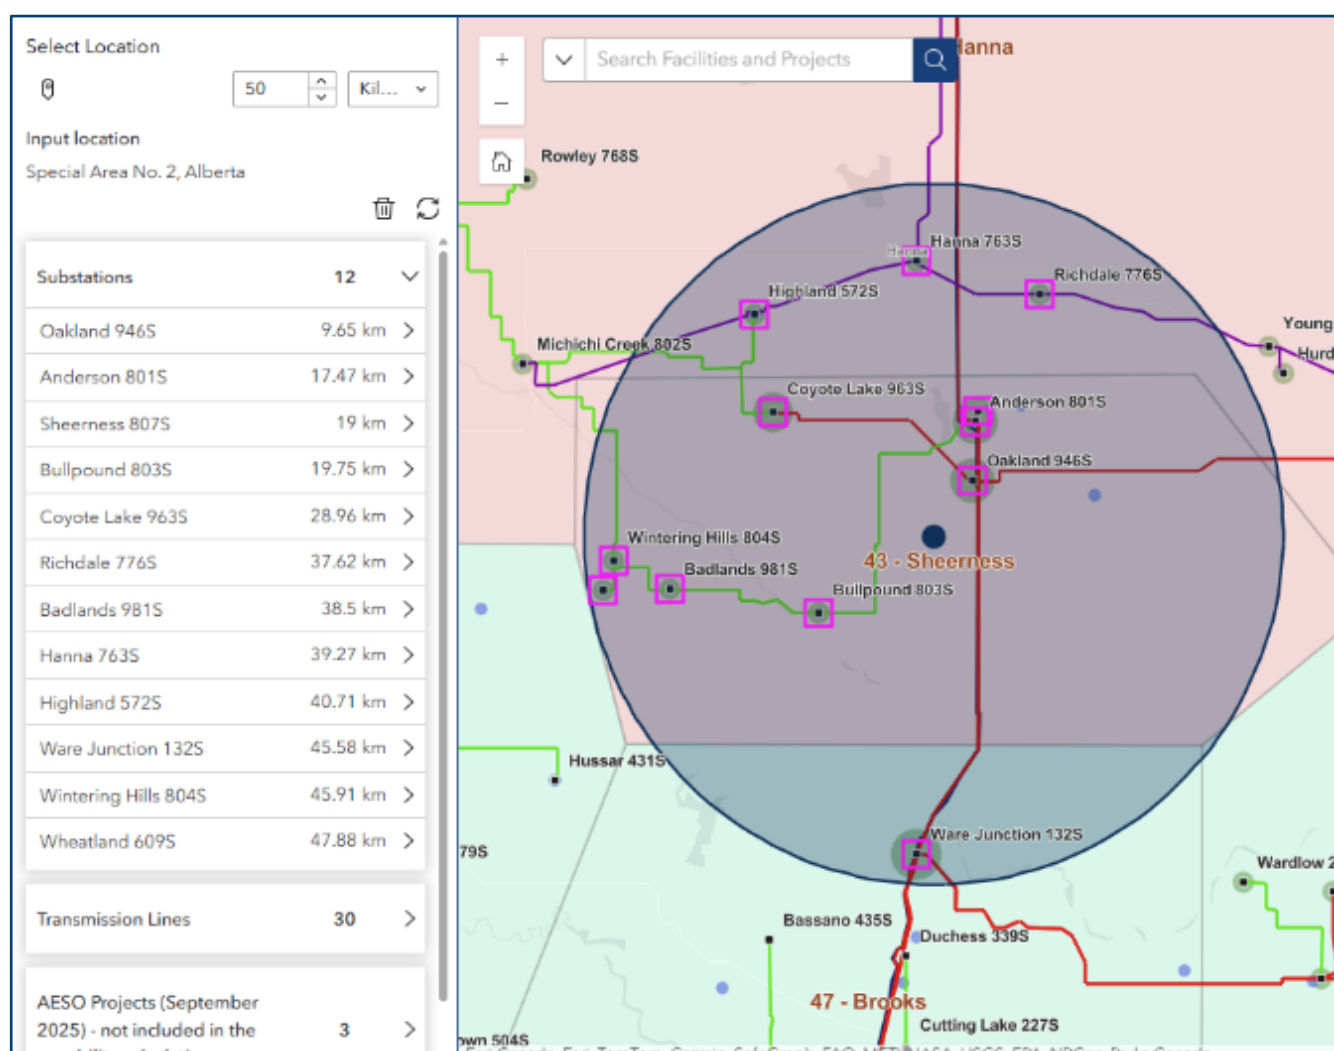 Select Location
50
Kil...
Input location
Special Area No. 2, Alberta
Substations 12
Oakland 946S 9.65 km
Anderson 801S 17.47 km
Sheerness 807S 19 km
Bullpound 803S 19.75 km
Coyote Lake 963S 28.96 km
Richdale 776S 37.62 km
Badlands 981S 38.5 km
Hanna 763S 39.27 km
Highland 572S 40.71 km
Ware Junction 132S 45.58 km
Wintering Hills 804S 45.91 km
Wheatland 609S 47.88 km
Transmission Lines 30
AESO Projects (September
2025) - not included in the 3
+
Search Facilities and Projects
Hanna
−
Rowley 768S
Hanna 763S
Hanna
Richdale 776S
Highland 572S
Young
Michichi Creek 802S
Hurd
Coyote Lake 963S
Anderson 801S
Oakland 946S
Wintering Hills 804S
43 - Sheerness
Badlands 981S
Bullpound 803S
Hussar 431S
Ware Junction 132S
79S
Wardlow 2
Bassano 435S
Duchess 339S
47 - Brooks
Cutting Lake 227S
own 504S